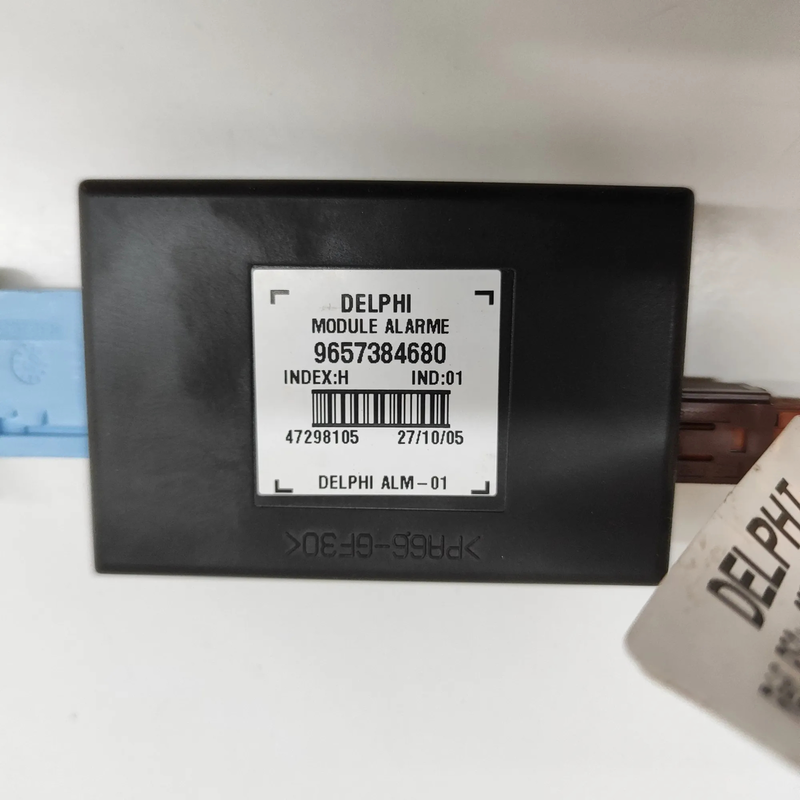 DELPHI
MODULE ALARME
9657384680
INDEX:H IND:01
47298105 27/10/05
DELPHI ALM-01
>PA66-GF30<
DELPHI